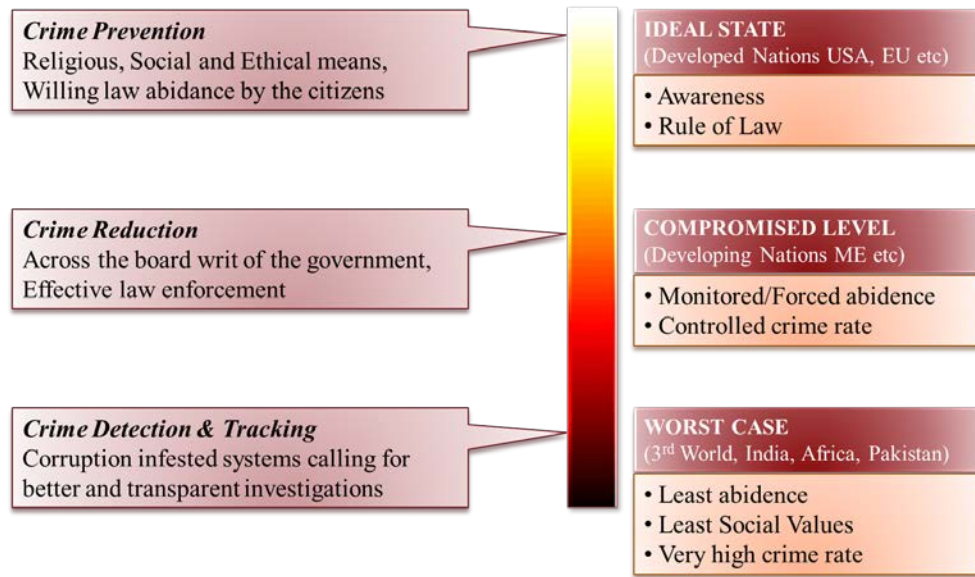 Crime Prevention
Religious, Social and Ethical means,
Willing law abidance by the citizens
IDEAL STATE
(Developed Nations USA, EU etc)
• Awareness
• Rule of Law
Crime Reduction
Across the board writ of the government,
Effective law enforcement
COMPROMISED LEVEL
(Developing Nations ME etc)
• Monitored/Forced abidence
• Controlled crime rate
Crime Detection & Tracking
Corruption infested systems calling for
better and transparent investigations
WORST CASE
(3rd World, India, Africa, Pakistan)
• Least abidence
• Least Social Values
• Very high crime rate